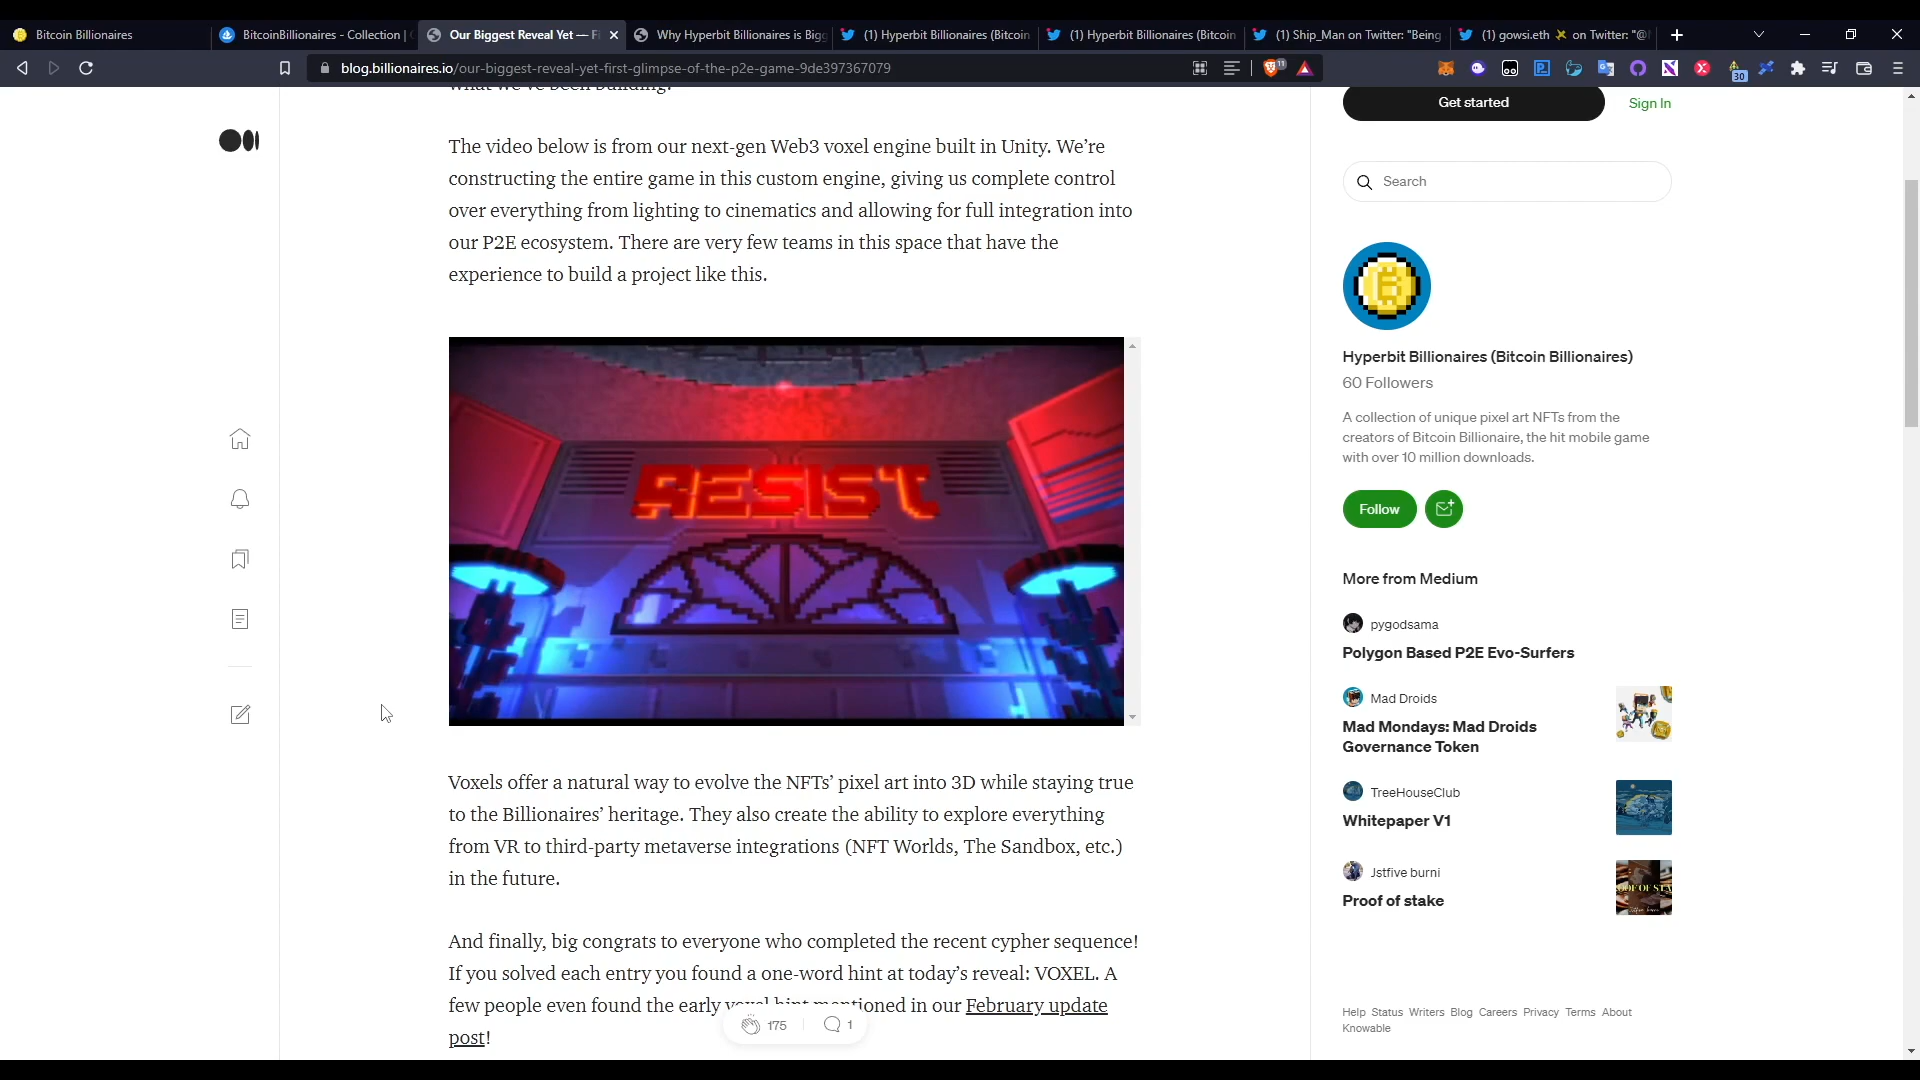 Bitcoin Billionaires
BitcoinBillionaires - Collection |
Our Biggest Reveal Yet — Fi
Why Hyperbit Billionaires is Bigg
(1) Hyperbit Billionaires (Bitcoin
(1) Hyperbit Billionaires (Bitcoin
(1) Ship_Man on Twitter: "Being
(1) gowsi.eth on Twitter: "@
blog.billionaires.io/our-biggest-reveal-yet-first-glimpse-of-the-p2e-game-9de397367079
11
30
what we've been building.
The video below is from our next-gen Web3 voxel engine built in Unity. We're
constructing the entire game in this custom engine, giving us complete control
over everything from lighting to cinematics and allowing for full integration into
our P2E ecosystem. There are very few teams in this space that have the
experience to build a project like this.
RESIST
Voxels offer a natural way to evolve the NFTs' pixel art into 3D while staying true
to the Billionaires' heritage. They also create the ability to explore everything
from VR to third-party metaverse integrations (NFT Worlds, The Sandbox, etc.)
in the future.
And finally, big congrats to everyone who completed the recent cypher sequence!
If you solved each entry you found a one-word hint at today's reveal: VOXEL. A
few people even found the early voxel hint mentioned in our February update
post!
175
1
Get started
Sign In
Search
Hyperbit Billionaires (Bitcoin Billionaires)
60 Followers
A collection of unique pixel art NFTs from the
creators of Bitcoin Billionaire, the hit mobile game
with over 10 million downloads.
Follow
More from Medium
pygodsama
Polygon Based P2E Evo-Surfers
Mad Droids
Mad Mondays: Mad Droids
Governance Token
TreeHouseClub
Whitepaper V1
Jstfive burni
Proof of stake
Help Status Writers Blog Careers Privacy Terms About
Knowable